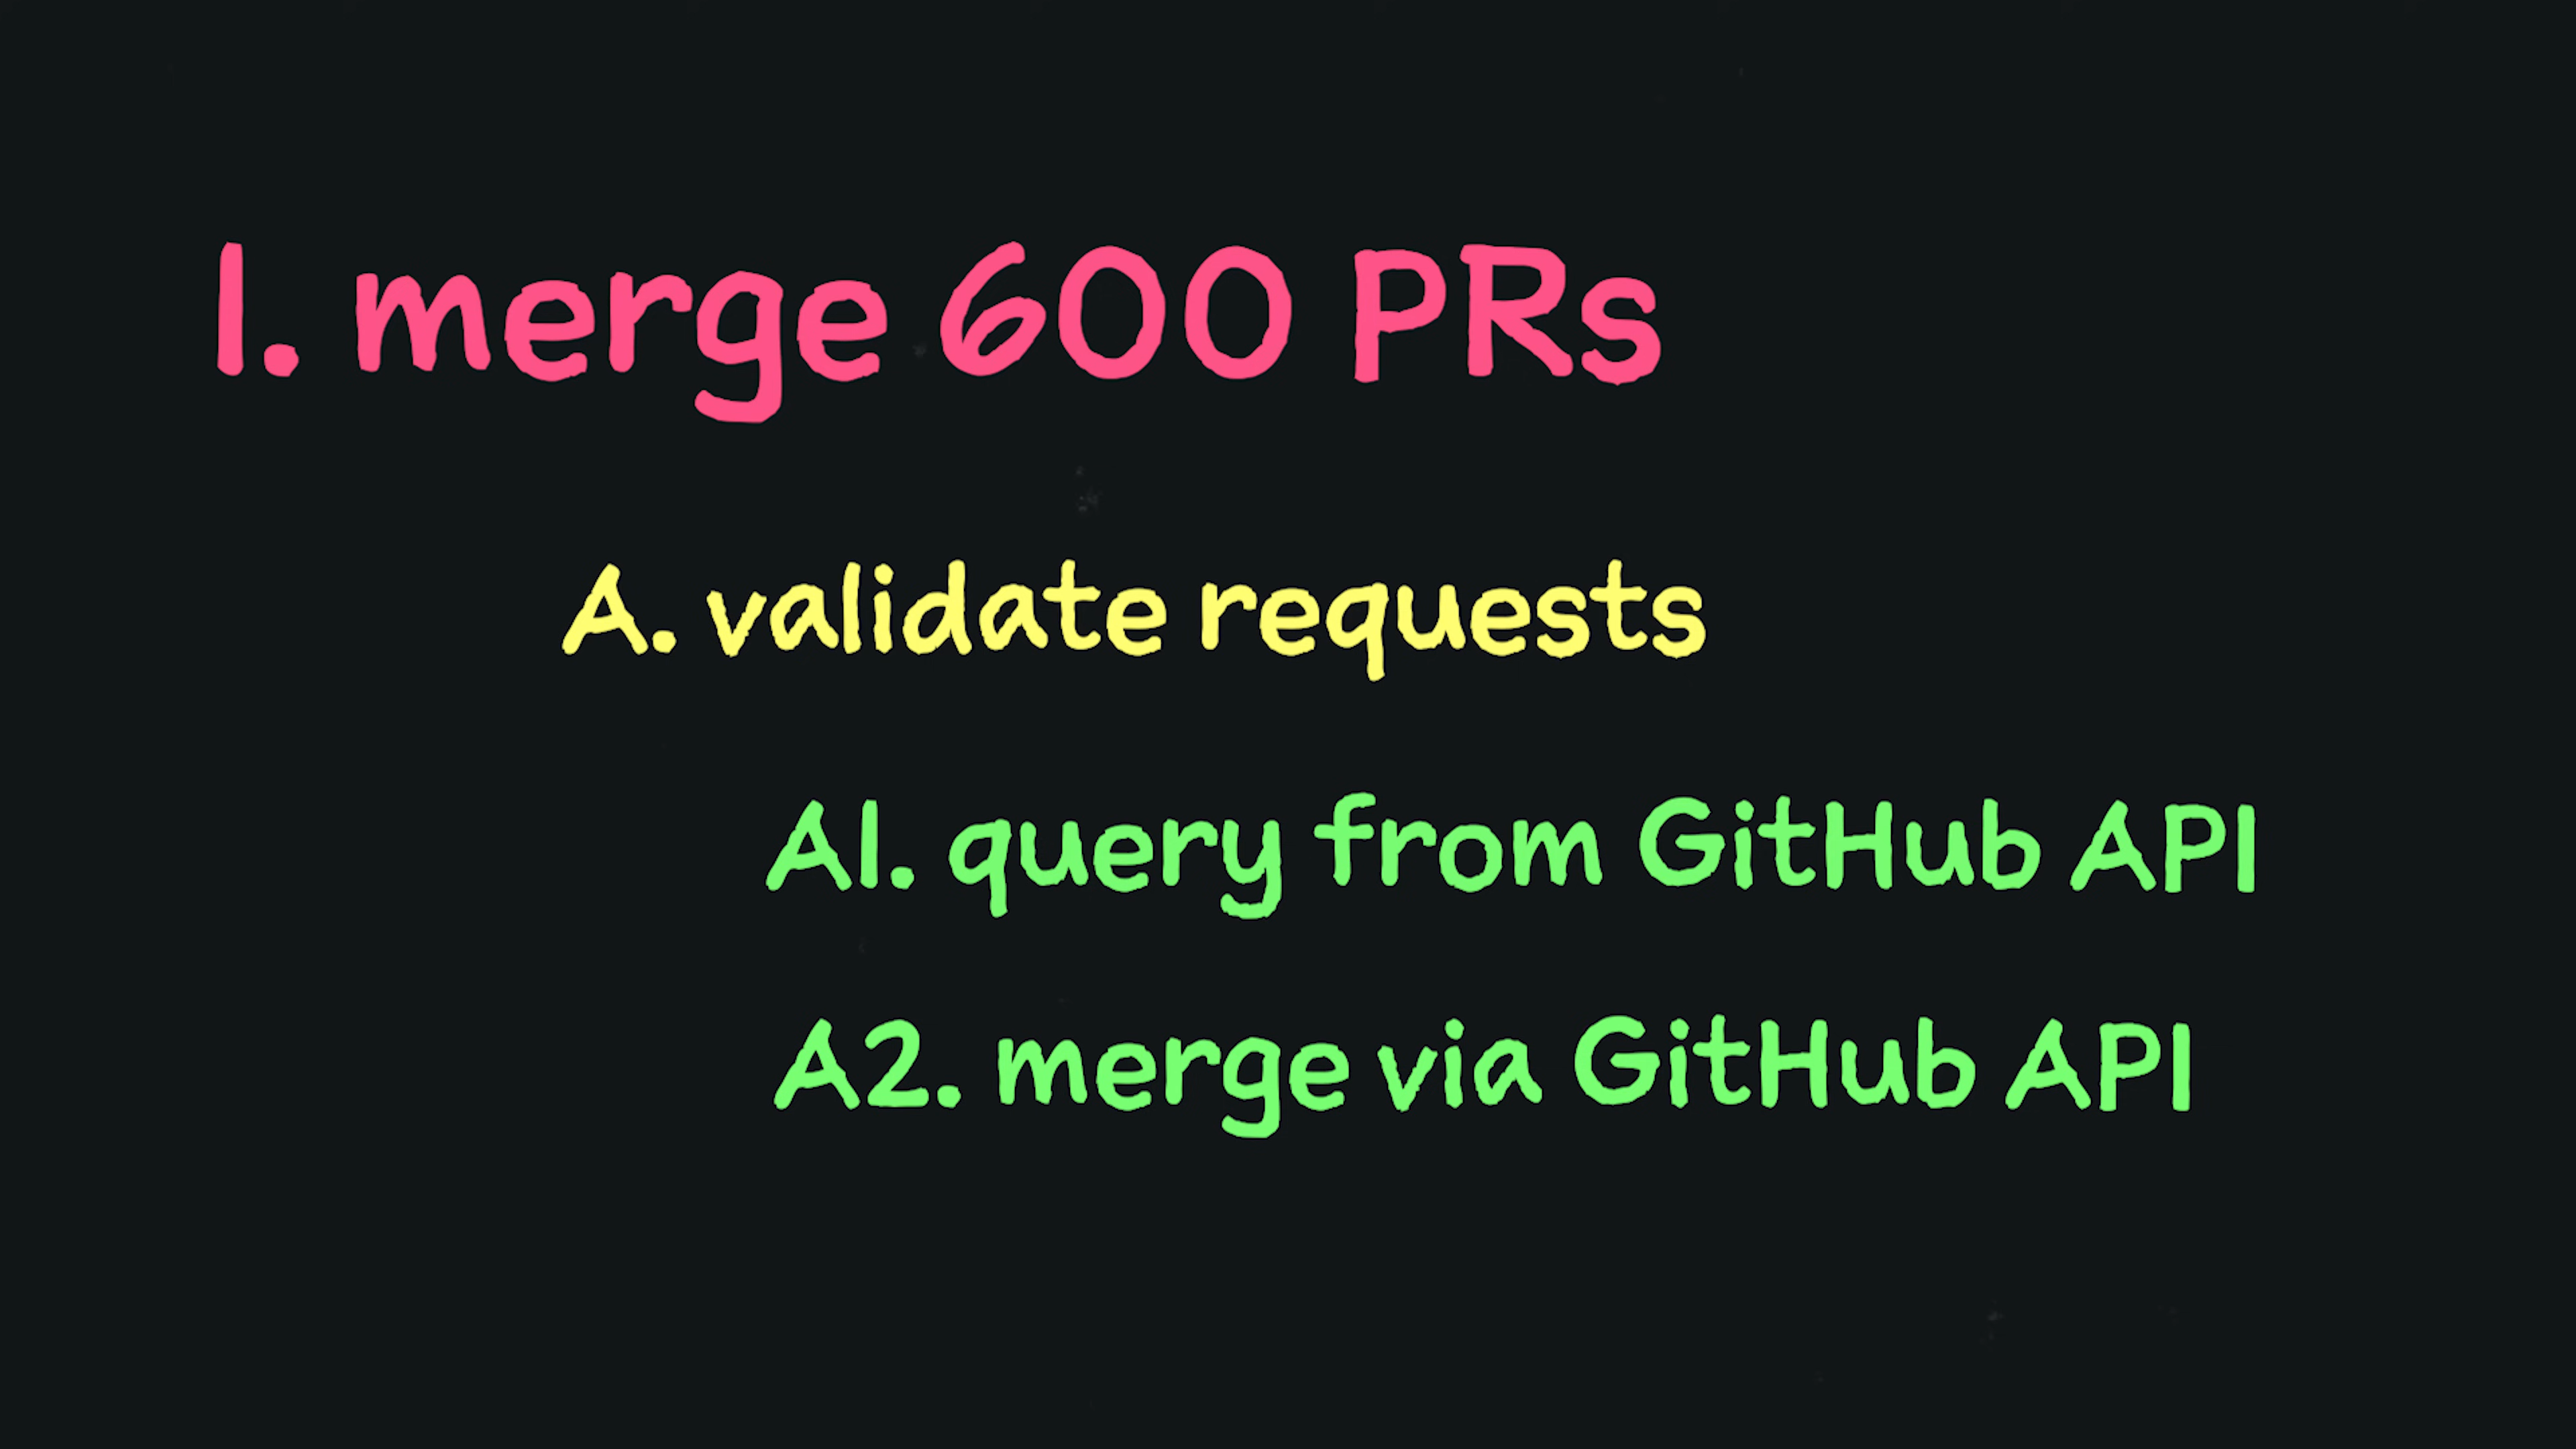 1. merge 600 PRs
A. validate requests
A1. query from GitHub API
A2. merge via GitHub API